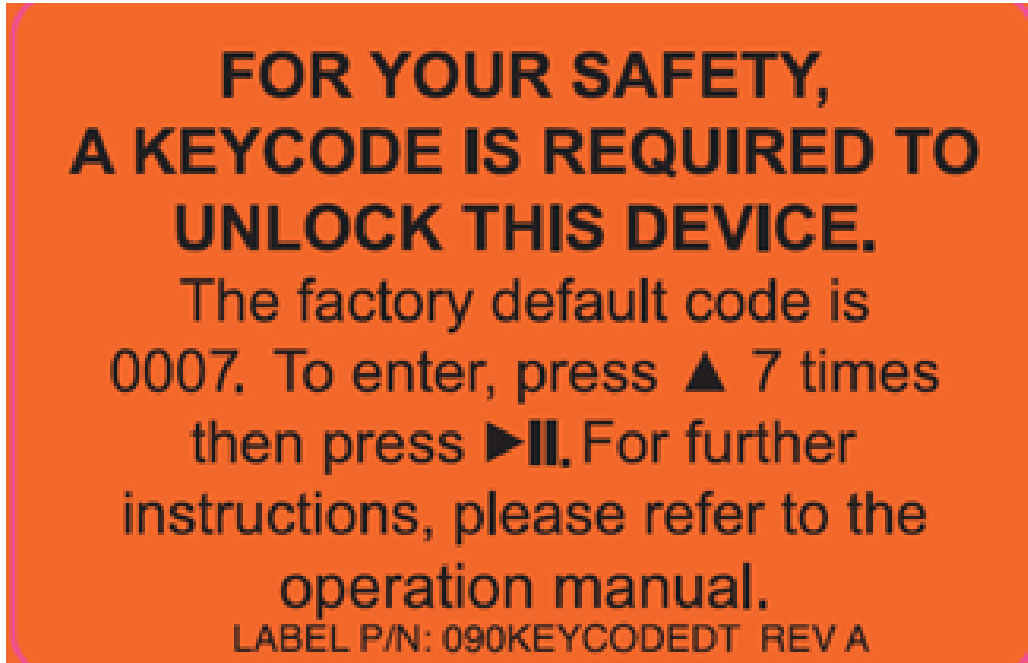 FOR YOUR SAFETY,
A KEYCODE IS REQUIRED TO
UNLOCK THIS DEVICE.
The factory default code is
0007. To enter, press ▲ 7 times
then press ►II. For further
instructions, please refer to the
operation manual.
LABEL P/N: 090KEYCODEDT REV A